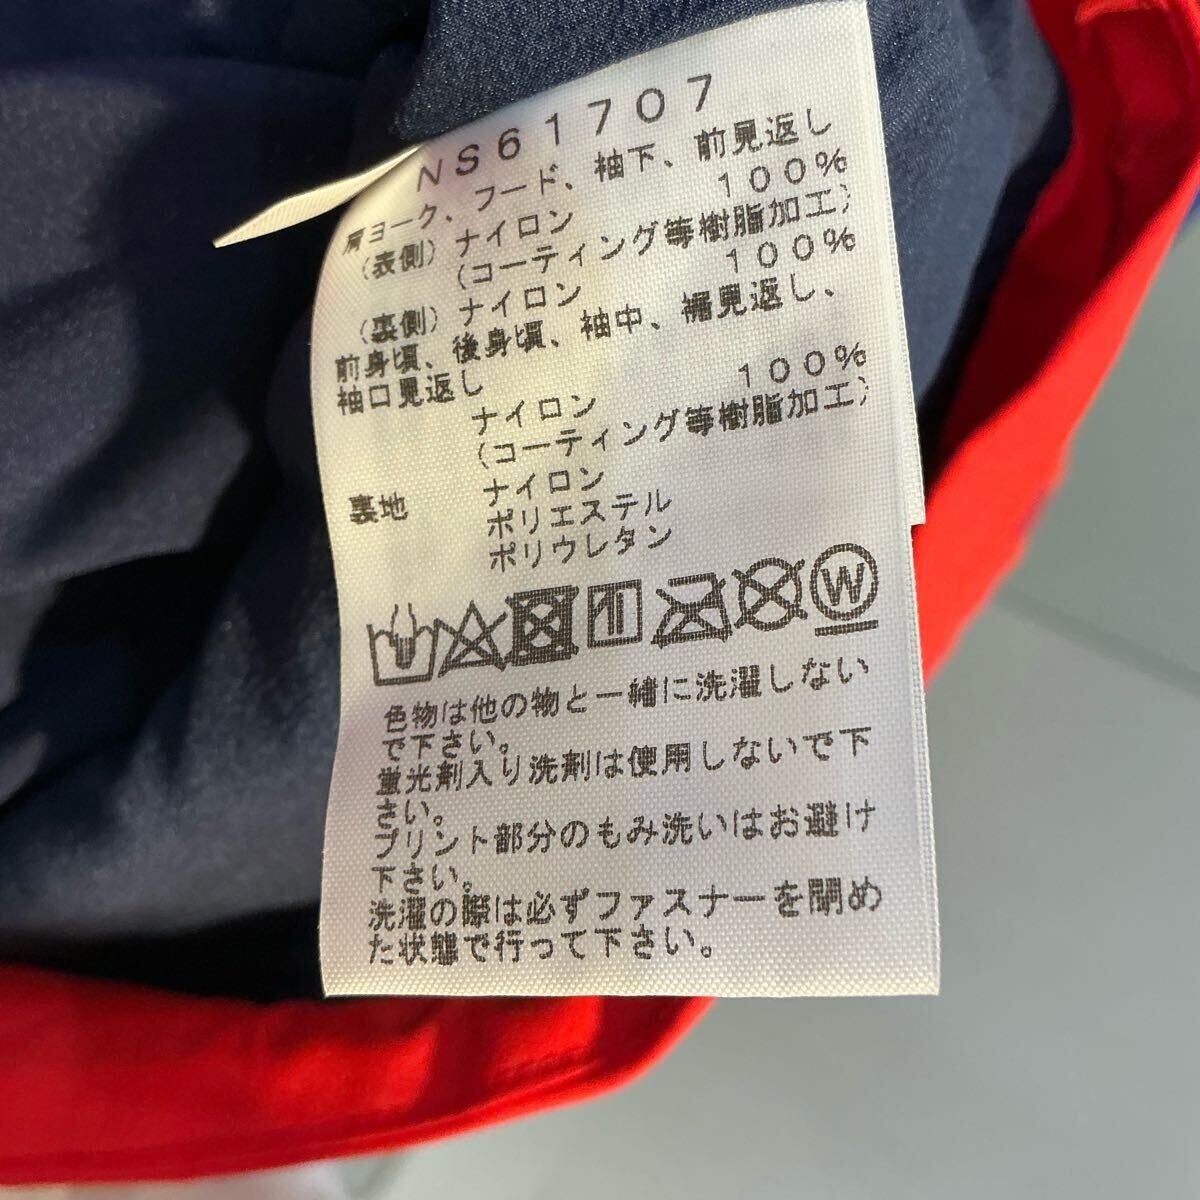 NS61707
肩ヨーク、フード、袖下、前見返し
(表側) ナイロン 100%
(コーティング等樹脂加工)
(裏側) ナイロン 100%
前身頃、後身頃、袖中、裾見返し、
袖口見返し
ナイロン 100%
(コーティング等樹脂加工)
裏地 ナイロン
ポリエステル
ポリウレタン
W
色物は他の物と一緒に洗濯しない
で下さい。
蛍光剤入り洗剤は使用しないで下
さい。
プリント部分のもみ洗いはお避け
下さい。
洗濯の際は必ずファスナーを閉め
た状態で行って下さい。